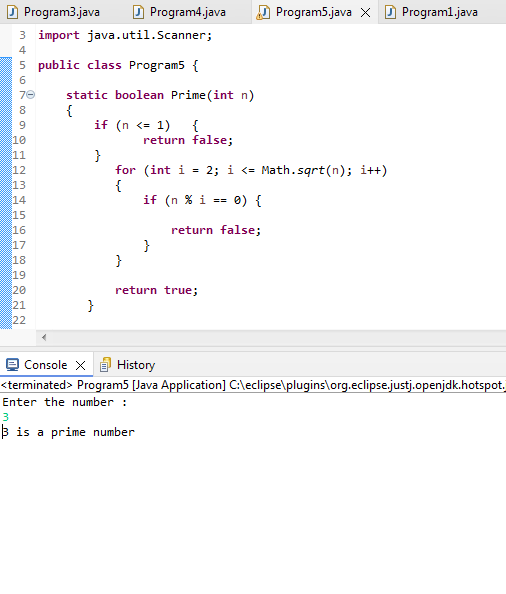 Program3.java Program4.java Program5.java Program1.java
3 import java.util.Scanner;
4
5 public class Program5 {
6
7 static boolean Prime(int n)
8 {
9 if (n <= 1) {
10 return false;
11 }
12 for (int i = 2; i <= Math.sqrt(n); i++)
13 {
14 if (n % i == 0) {
15
16 return false;
17 }
18 }
19
20 return true;
21 }
22
Console History
<terminated> Program5 [Java Application] C:\eclipse\plugins\org.eclipse.justj.openjdk.hotspot.
Enter the number :
3
3 is a prime number